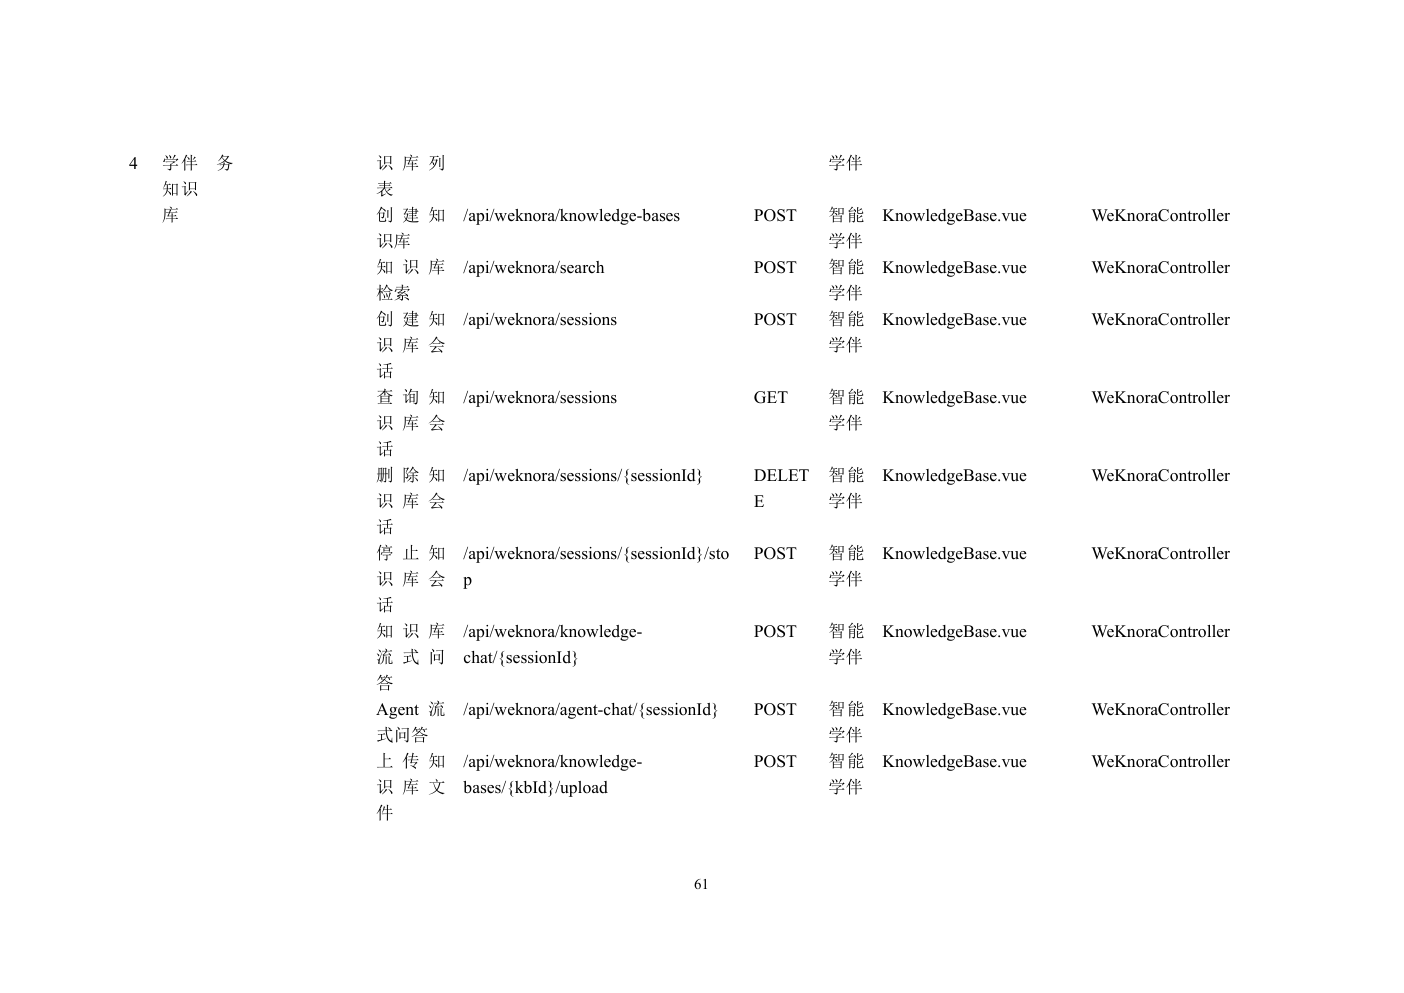 4 学伴 务 识库列 学伴
知识 表
库 创建知 /api/weknora/knowledge-bases POST 智能 KnowledgeBase.vue WeKnoraController
识库 学伴
知识库 /api/weknora/search POST 智能 KnowledgeBase.vue WeKnoraController
检索 学伴
创建知 /api/weknora/sessions POST 智能 KnowledgeBase.vue WeKnoraController
识库会 学伴
话
查询知 /api/weknora/sessions GET 智能 KnowledgeBase.vue WeKnoraController
识库会 学伴
话
删除知 /api/weknora/sessions/{sessionId} DELET 智能 KnowledgeBase.vue WeKnoraController
识库会 E 学伴
话
停止知 /api/weknora/sessions/{sessionId}/sto POST 智能 KnowledgeBase.vue WeKnoraController
识库会 p 学伴
话
知识库 /api/weknora/knowledge- POST 智能 KnowledgeBase.vue WeKnoraController
流式问 chat/{sessionId} 学伴
答
Agent 流 /api/weknora/agent-chat/{sessionId} POST 智能 KnowledgeBase.vue WeKnoraController
式问答 学伴
上传知 /api/weknora/knowledge- POST 智能 KnowledgeBase.vue WeKnoraController
识库文 bases/{kbId}/upload 学伴
件
61